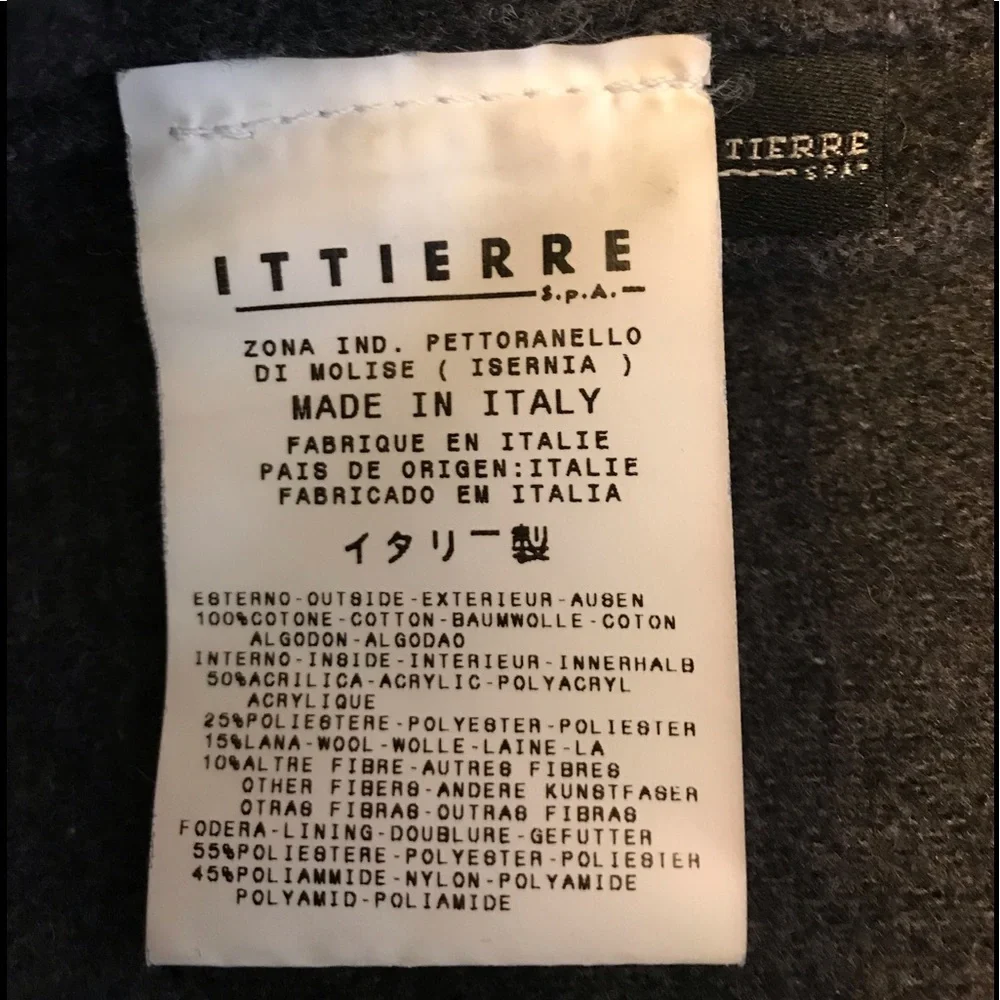 TIERRE
SPA
ITTIERRE
S.p.A.
ZONA IND. PETTORANELLO
DI MOLISE ( ISERNIA )
MADE IN ITALY
FABRIQUE EN ITALIE
PAIS DE ORIGEN:ITALIE
FABRICADO EM ITALIA
イタリー製
ESTERNO-OUTSIDE-EXTERIEUR-AUSEN
100%COTONE-COTTON-BAUMWOLLE-COTON
ALGODON-ALGODAO
INTERNO-INSIDE-INTERIEUR-INNERHALB
50%ACRILICA-ACRYLIC-POLYACRYL
ACRYLIQUE
25%POLIESTERE-POLYESTER-POLIESTER
15%LANA-WOOL-WOLLE-LAINE-LA
10%ALTRE FIBRE-AUTRES FIBRES
OTHER FIBERS-ANDERE KUNSTFASER
OTRAS FIBRAS-OUTRAS FIBRAS
FODERA-LINING-DOUBLURE-GEFUTTER
55%POLIESTERE-POLYESTER-POLIESTER
45%POLIAMMIDE-NYLON-POLYAMIDE
POLYAMID-POLIAMIDE